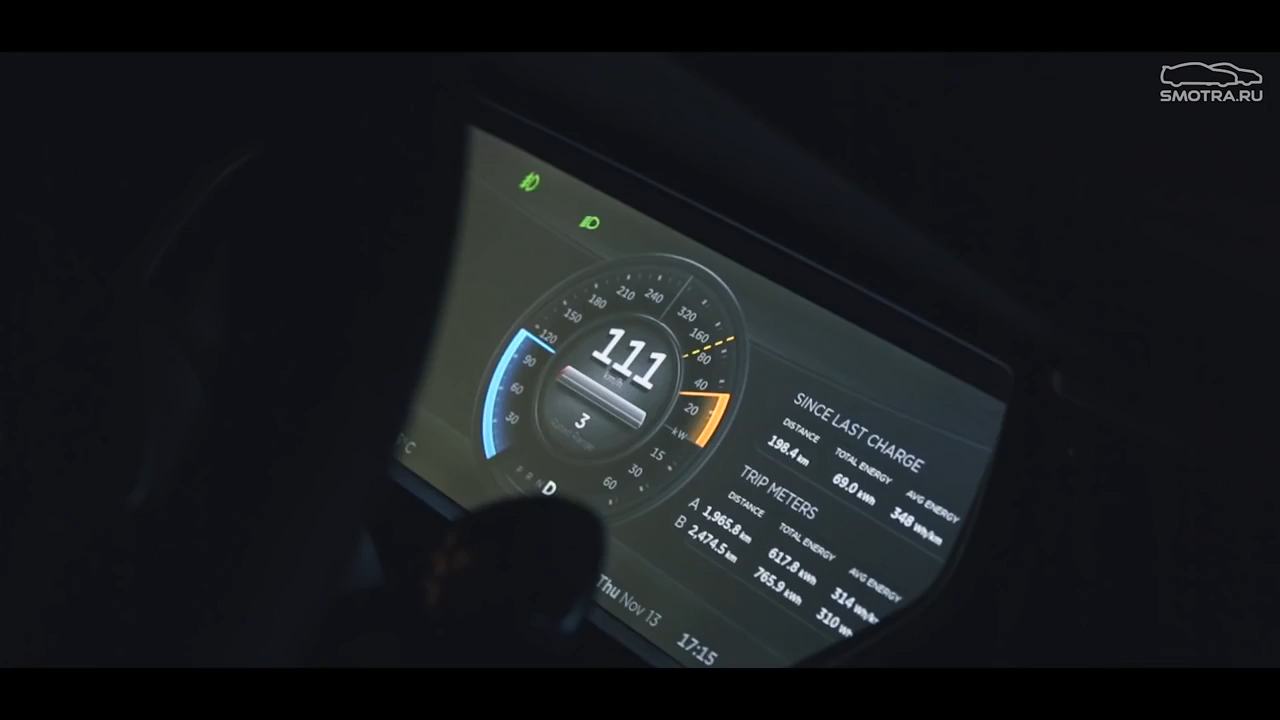 SMOTRA.RU
210 240
180
150
120
90
60
30
320
160
80
40
20
kW
15
30
60
111
km/h
3
P R N D
C
SINCE LAST CHARGE
DISTANCE TOTAL ENERGY AVG ENERGY
198.4 km 69.0 kWh 348 Wh/km
TRIP METERS
DISTANCE TOTAL ENERGY AVG ENERGY
A 1,965.8 km 617.8 kWh 314 Wh/km
B 2,474.5 km 765.9 kWh 310 Wh
Thu Nov 13
17:15